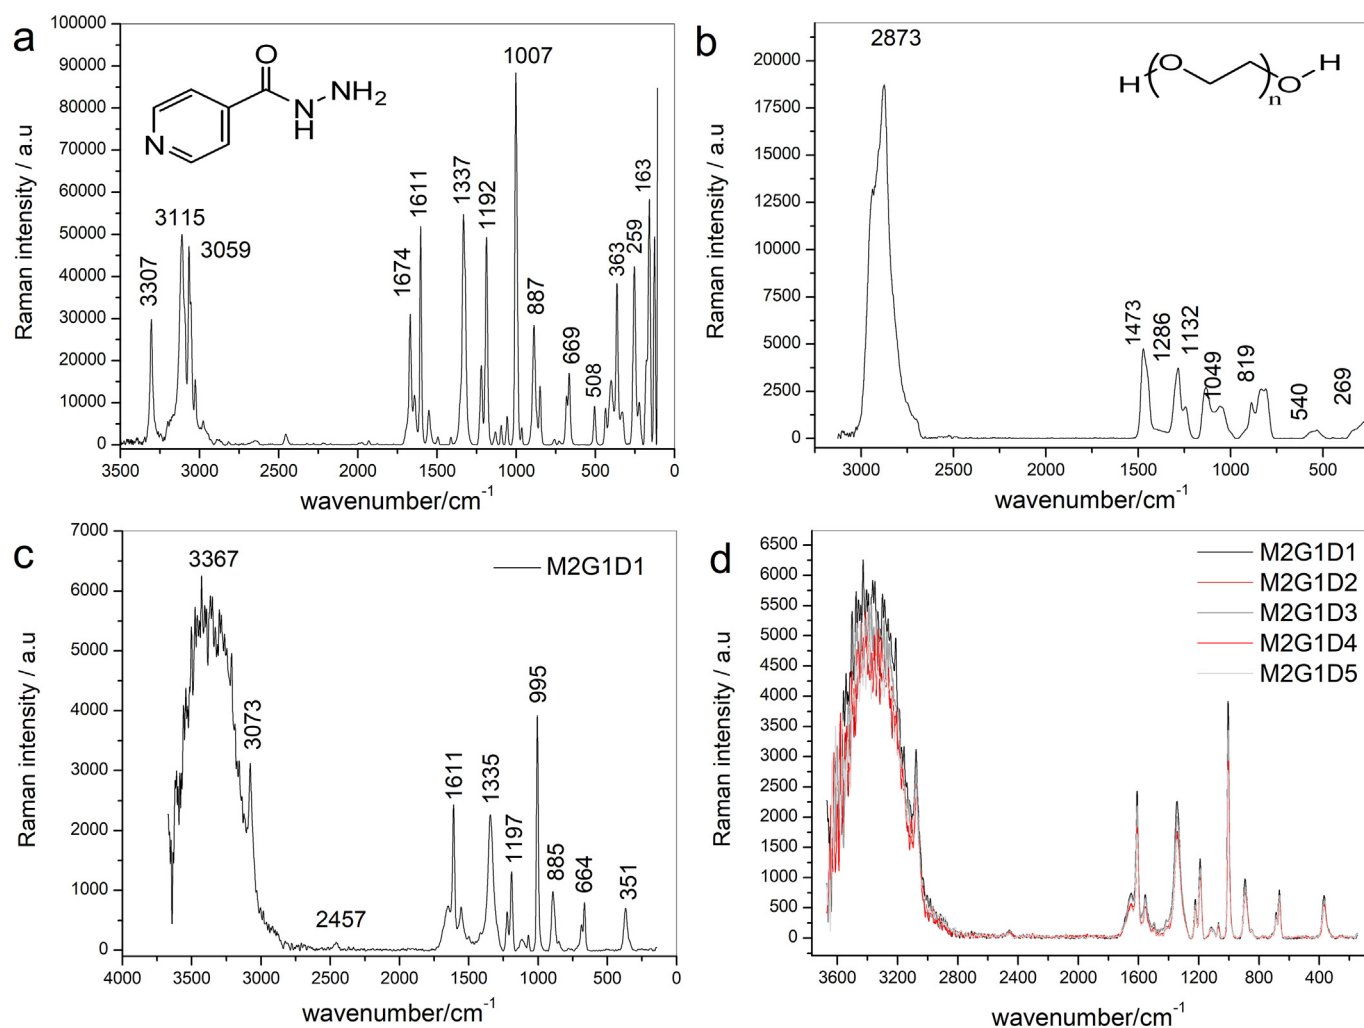 a
100000
90000
80000
70000
60000
50000
40000
30000
20000
10000
0
Raman intensity / a.u
O
N
N
H
NH2
3307
3115
3059
1674
1611
1337
1192
1007
887
669
508
363
259
163
3500 3000 2500 2000 1500 1000 500 0
wavenumber/cm-1
b
20000
17500
15000
12500
10000
7500
5000
2500
0
Raman intensity / a.u
2873
H(O n O H
1473
1286
1132
1049
819
540
269
3000 2500 2000 1500 1000 500
wavenumber/cm-1
c
7000
6000
5000
4000
3000
2000
1000
0
Raman intensity / a.u
M2G1D1
3367
3073
2457
1611
1335
1197
995
885
664
351
4000 3500 3000 2500 2000 1500 1000 500 0
wavenumber/cm-1
d
6500
6000
5500
5000
4500
4000
3500
3000
2500
2000
1500
1000
500
0
Raman intensity / a.u
M2G1D1
M2G1D2
M2G1D3
M2G1D4
M2G1D5
3600 3200 2800 2400 2000 1600 1200 800 400
wavenumber/cm-1